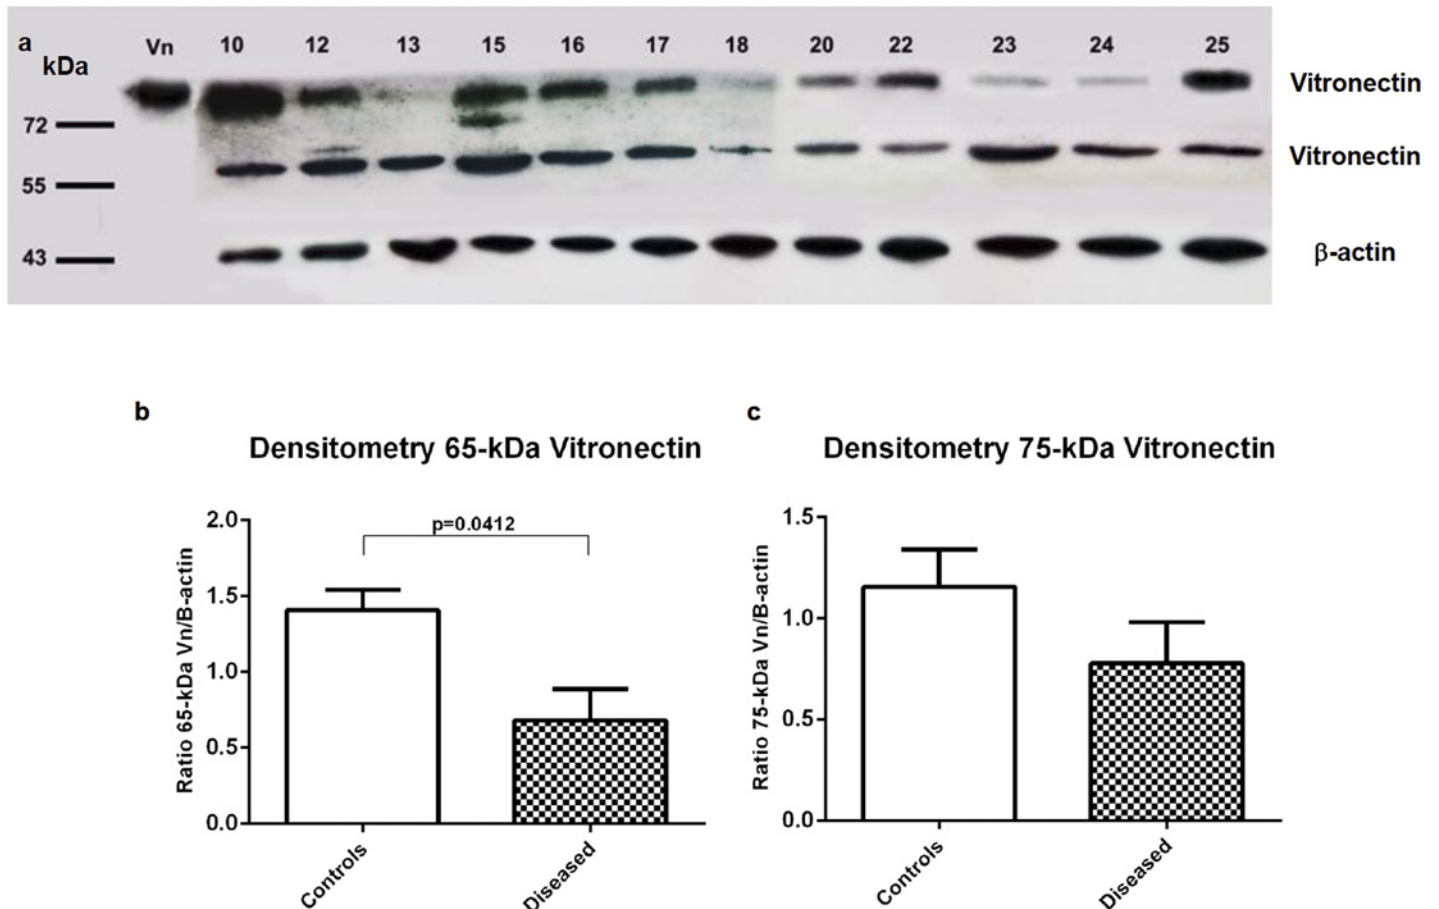 a
kDa
Vn 10 12 13 15 16 17 18 20 22 23 24 25
Vitronectin
72
Vitronectin
55
β-actin
43
b
Densitometry 65-kDa Vitronectin
Ratio 65-kDa Vn/B-actin
2.0
1.5
1.0
0.5
0.0
p=0.0412
Controls
Diseased
c
Densitometry 75-kDa Vitronectin
Ratio 75-kDa Vn/B-actin
1.5
1.0
0.5
0.0
Controls
Diseased